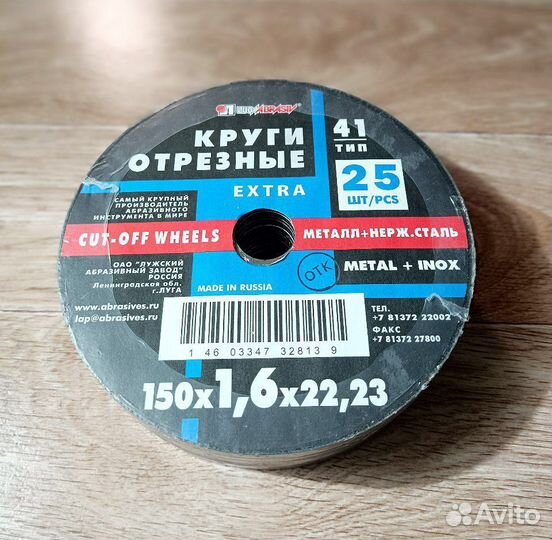 LUGAABRASIV
КРУГИ
ОТРЕЗНЫЕ
41
ТИП
EXTRA
25
ШТ/PCS
САМЫЙ КРУПНЫЙ
ПРОИЗВОДИТЕЛЬ
АБРАЗИВНОГО
ИНСТРУМЕНТА В МИРЕ
CUT-OFF WHEELS
МЕТАЛЛ+НЕРЖ.СТАЛЬ
ОАО "ЛУЖСКИЙ
АБРАЗИВНЫЙ ЗАВОД"
РОССИЯ
Ленинградская обл.
г.ЛУГА
ОТК
METAL + INOX
MADE IN RUSSIA
www.abrasives.ru
lap@abrasives.ru
ТЕЛ.
+7 81372 22002
ФАКС
+7 81372 27800
1 46 03347 32813 9
150x1,6x22,23
Avito